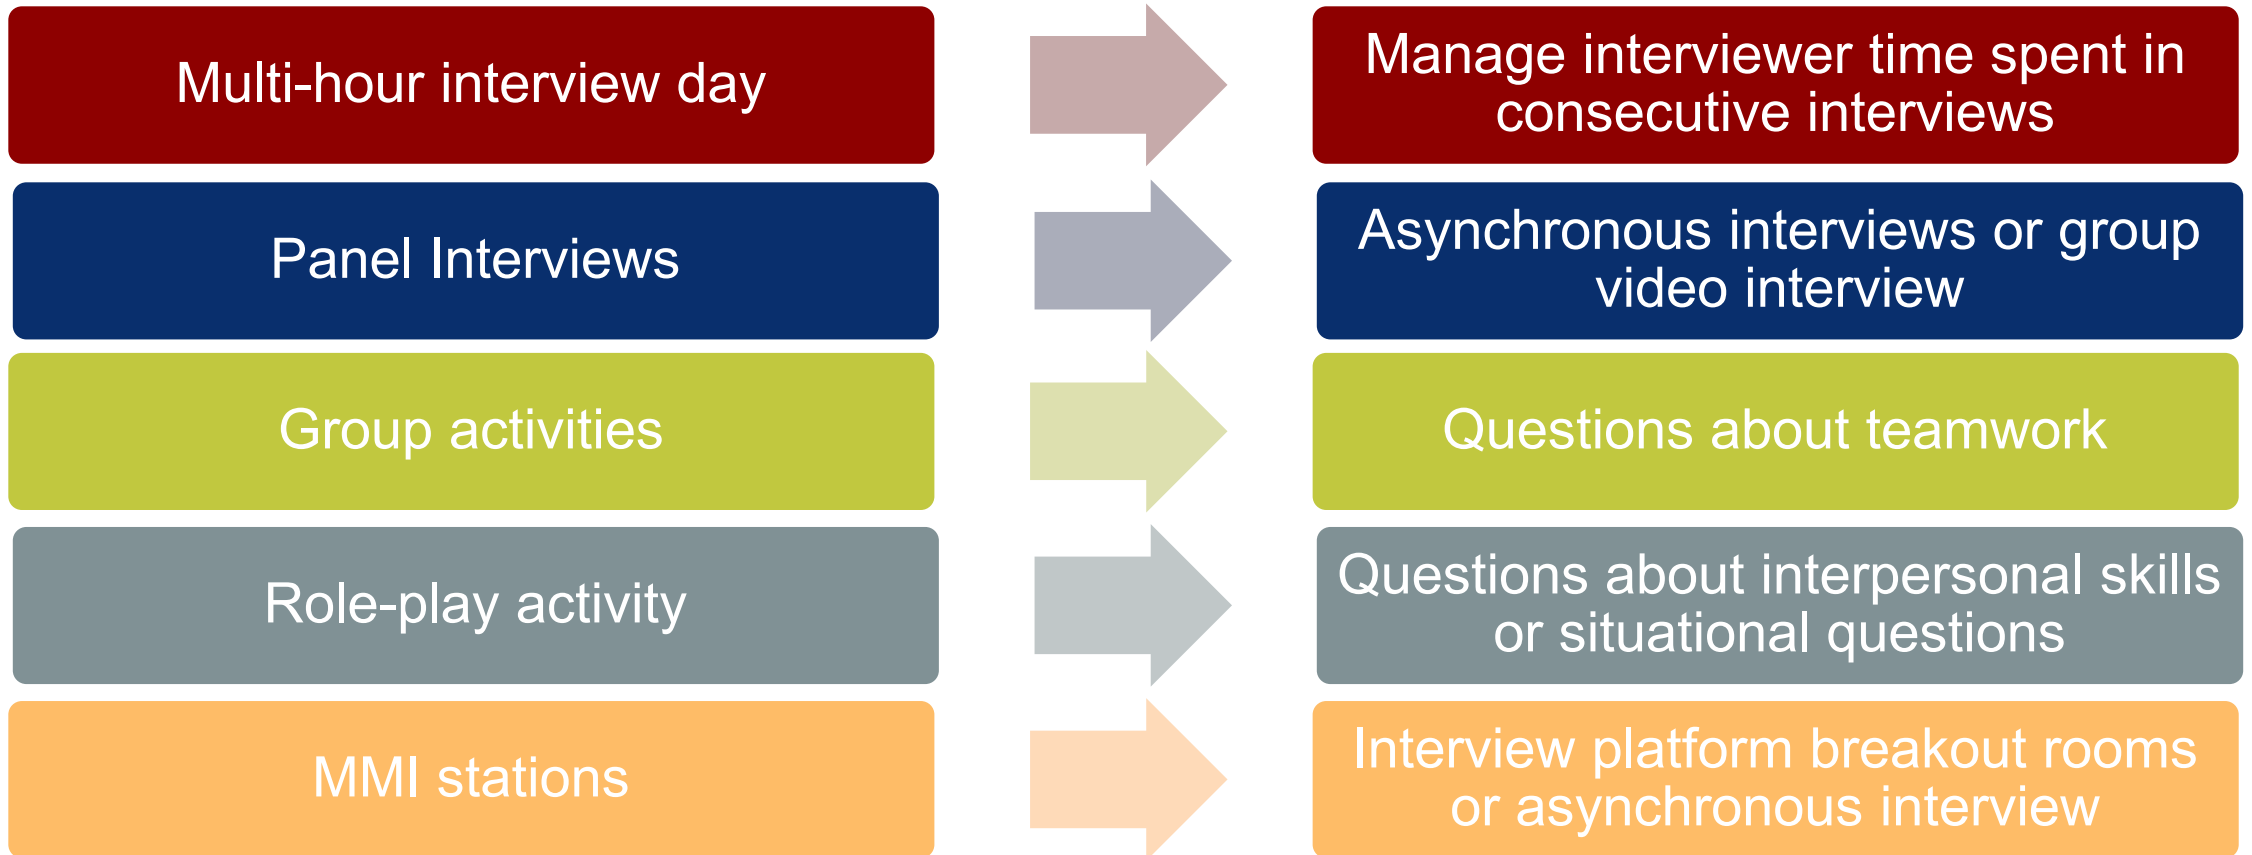 Multi-hour interview day
Manage interviewer time spent in
consecutive interviews
Panel Interviews
Asynchronous interviews or group
video interview
Group activities
Questions about teamwork
Role-play activity
Questions about interpersonal skills
or situational questions
MMI stations
Interview platform breakout rooms
or asynchronous interview